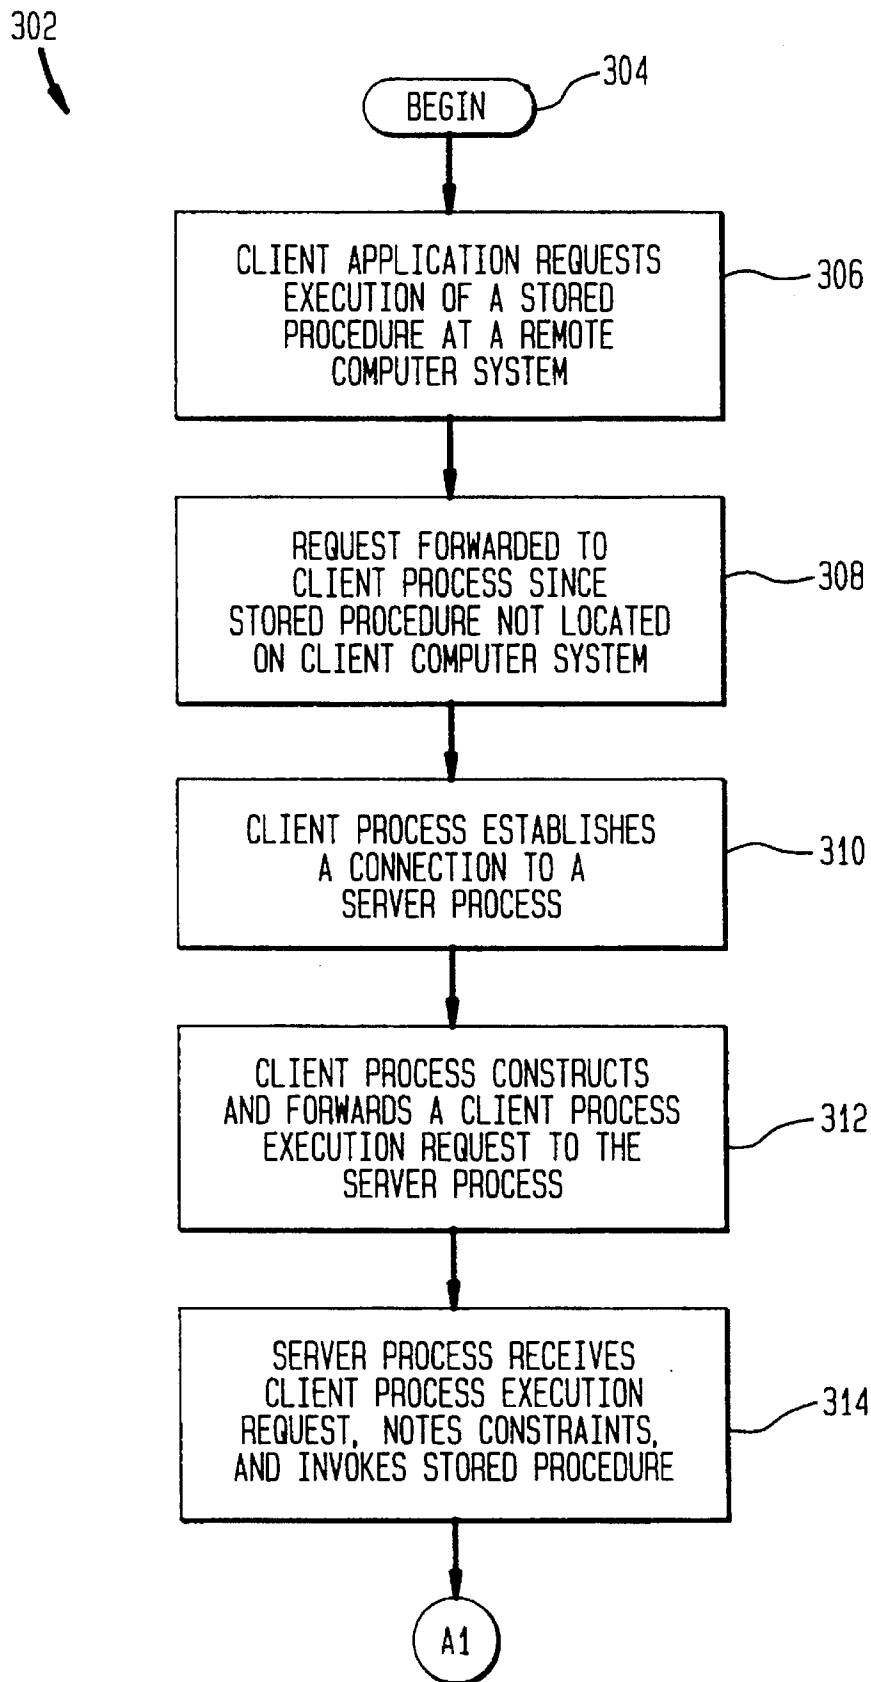 302
BEGIN
304
CLIENT APPLICATION REQUESTS
EXECUTION OF A STORED
PROCEDURE AT A REMOTE
COMPUTER SYSTEM
306
REQUEST FORWARDED TO
CLIENT PROCESS SINCE
STORED PROCEDURE NOT LOCATED
ON CLIENT COMPUTER SYSTEM
308
CLIENT PROCESS ESTABLISHES
A CONNECTION TO A
SERVER PROCESS
310
CLIENT PROCESS CONSTRUCTS
AND FORWARDS A CLIENT PROCESS
EXECUTION REQUEST TO THE
SERVER PROCESS
312
SERVER PROCESS RECEIVES
CLIENT PROCESS EXECUTION
REQUEST, NOTES CONSTRAINTS,
AND INVOKES STORED PROCEDURE
314
A1